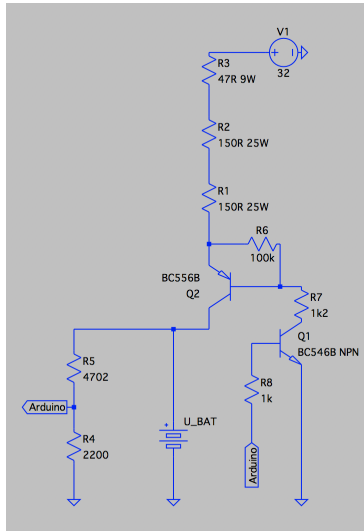 V1
+ −
32
R3
47R 9W
R2
150R 25W
R1
150R 25W
R6
100k
BC556B
Q2
R7
1k2
Q1
BC546B NPN
R5
4702
R8
1k
Arduino
U_BAT
+
R4
2200
Arduino